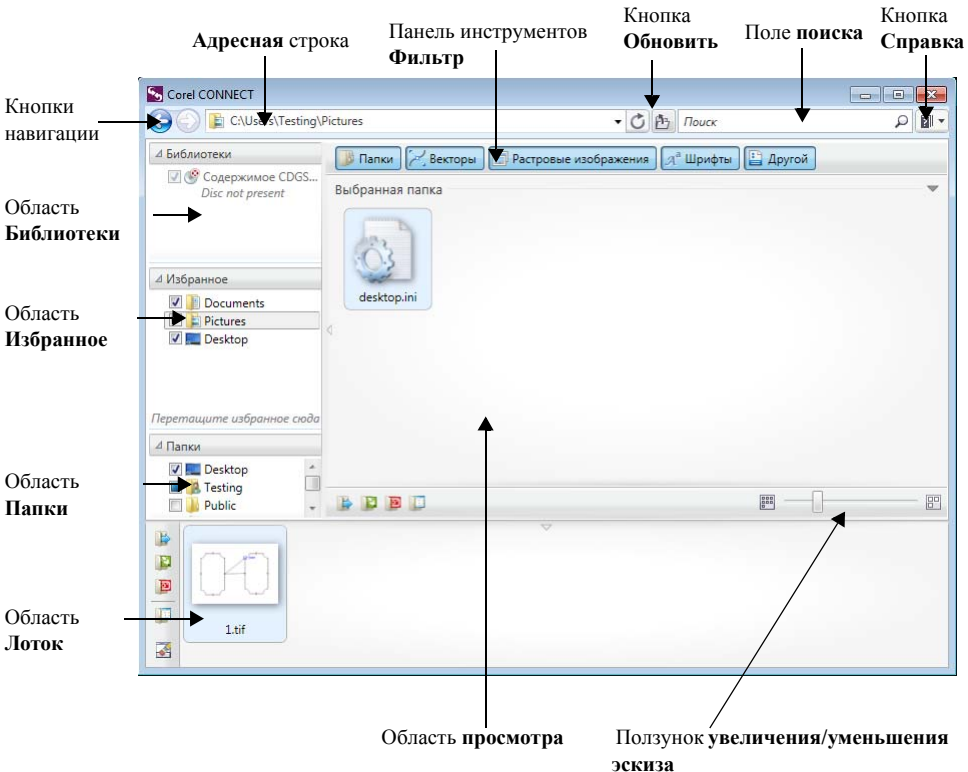 Кнопка
Обновить
Кнопка
Справка
Адресная строка
Панель инструментов
Фильтр
Поле поиска
Corel CONNECT
Кнопки
навигации
C:\Users\Testing\Pictures
Поиск
Библиотеки
Папки
Векторы
Растровые изображения
Шрифты
Другой
Содержимое CDGS...
Disc not present
Выбранная папка
Область
Библиотеки
desktop.ini
Избранное
Documents
Pictures
Desktop
Область
Избранное
Перетащите избранное сюда
Папки
Desktop
Testing
Public
Область
Папки
1.tif
Область
Лоток
Область просмотра
Ползунок увеличения/уменьшения
эскиза